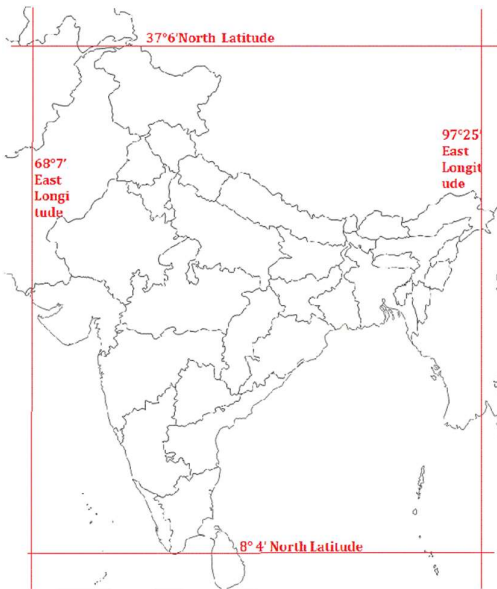 37°6'North Latitude
97°25'
East
Longit
ude
68°7'
East
Longi
tude
8° 4' North Latitude